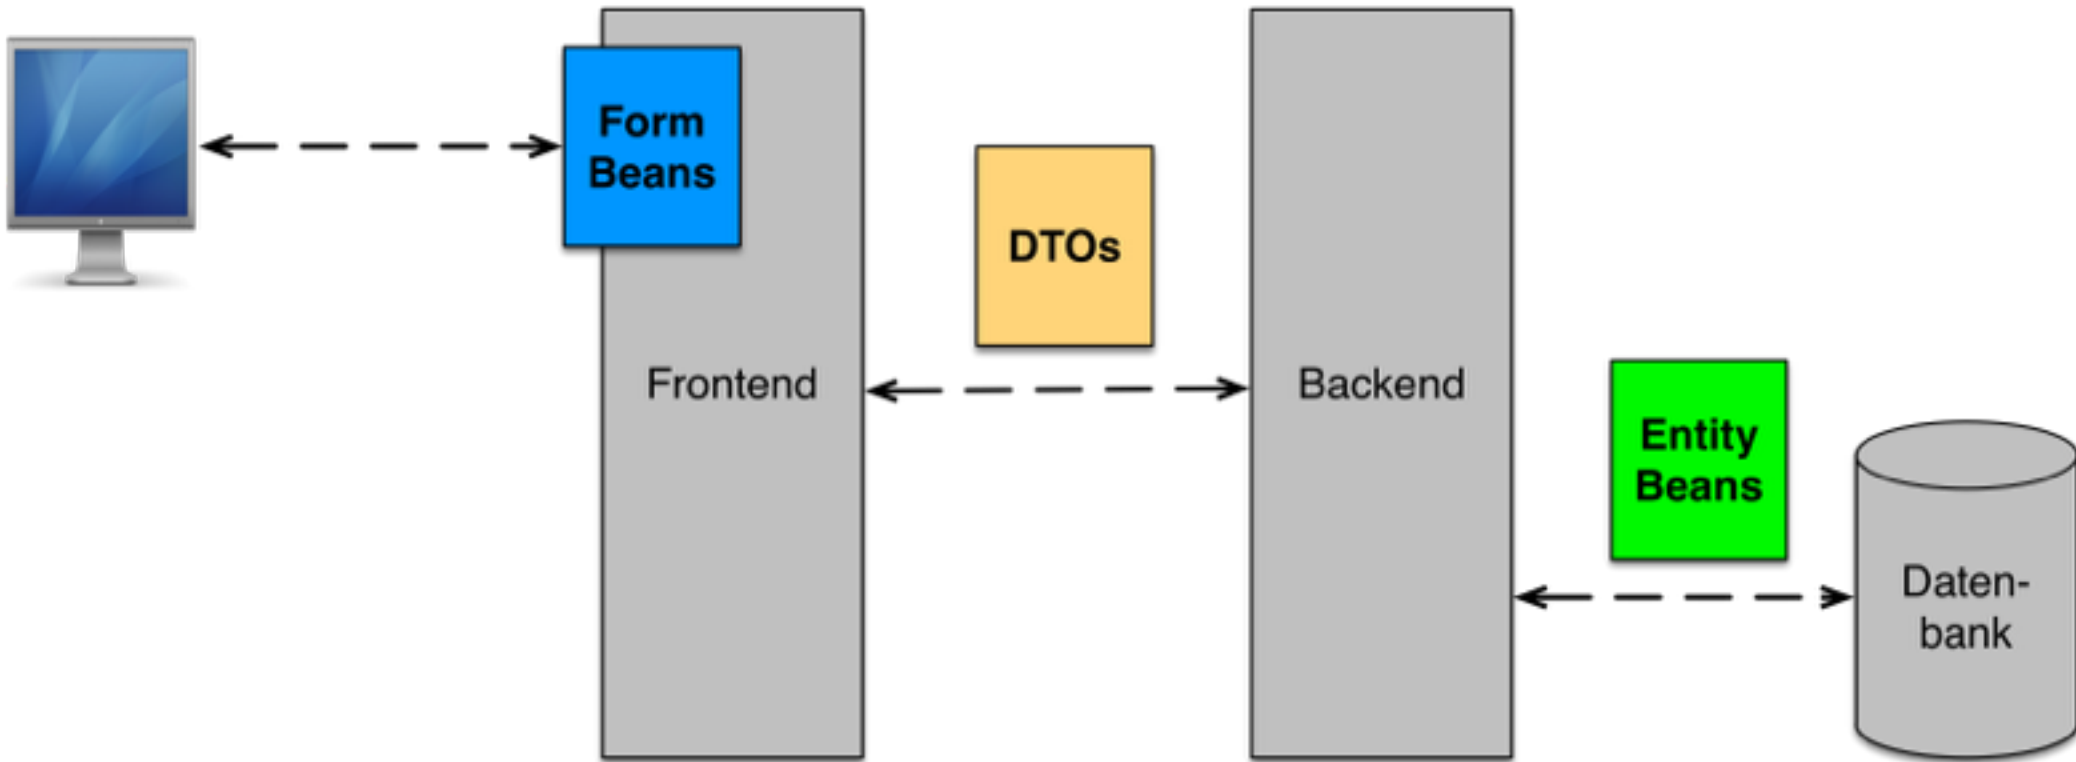 Form
Beans
DTOs
Frontend
Backend
Entity
Beans
Daten-
bank